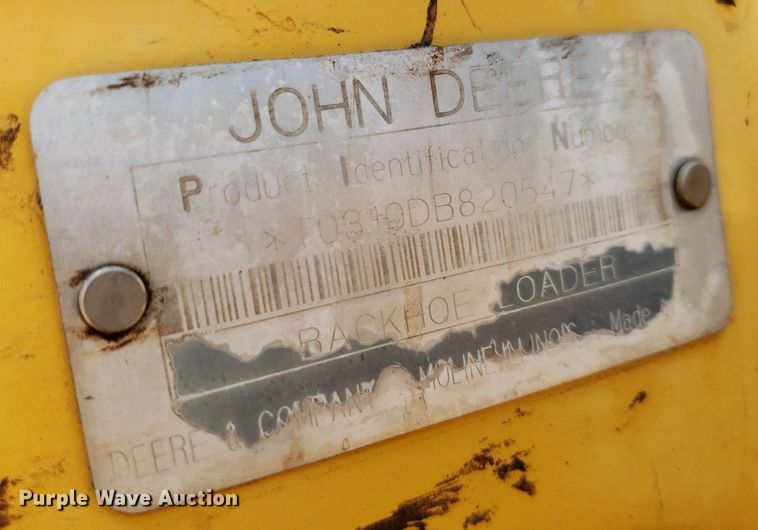 JOHN DEERE
Product Identification Number
*T0310DB820547*
BACKHOE LOADER
DEERE & COMPANY MOLINE ILLINOIS Made
Purple Wave Auction